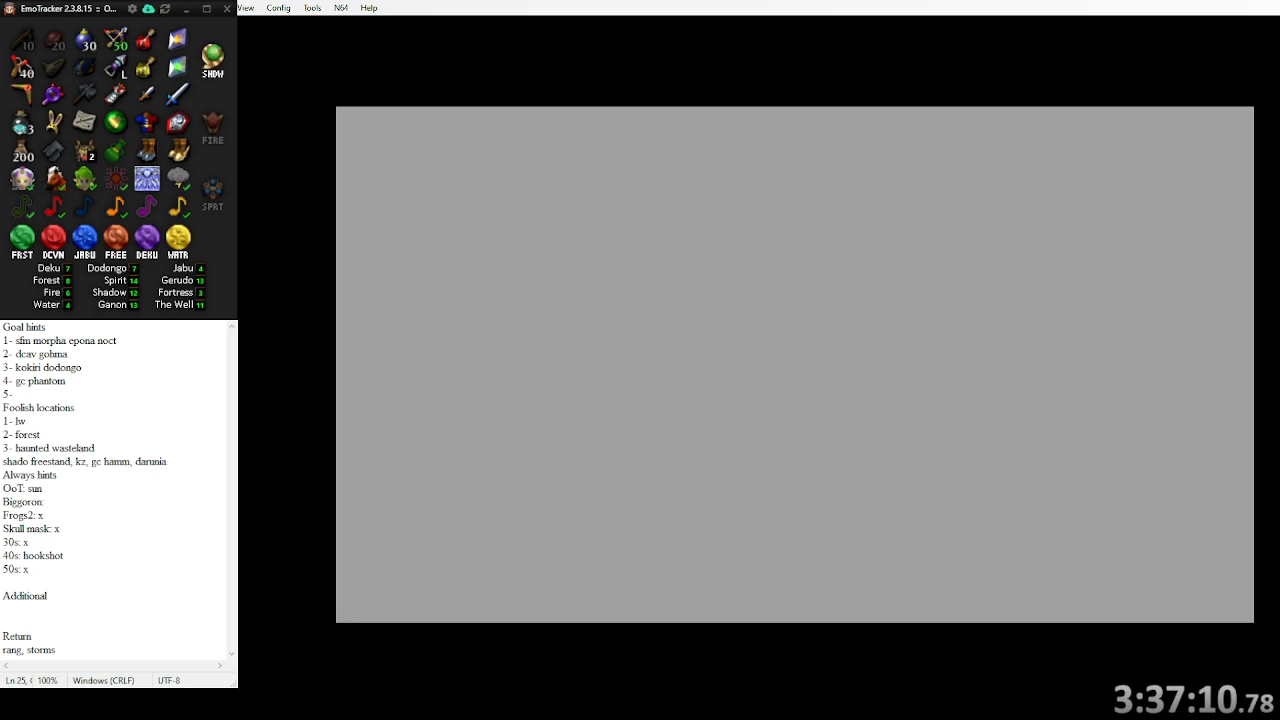 EmoTracker 2.3.8.15 :: O...
View Config Tools N64 Help
10 20 30 50
40 L SHDW
3 FIRE
200 2
SPRT
FRST DCVN JABU FREE DEKU WATR
Deku 7 Dodongo 7 Jabu 4
Forest 8 Spirit 14 Gerudo 13
Fire 6 Shadow 12 Fortress 3
Water 4 Ganon 13 The Well 11
Goal hints
1- sfm morpha epona noct
2- dcav gohma
3- kokiri dodongo
4- gc phantom
5-
Foolish locations
1- lw
2- forest
3- haunted wasteland
shado freestand, kz, gc hamm, darunia
Always hints
OoT: sun
Biggoron:
Frogs2: x
Skull mask: x
30s: x
40s: hookshot
50s: x
Additional
Return
rang, storms
Ln 25, 100% Windows (CRLF) UTF-8
3:37:10.78